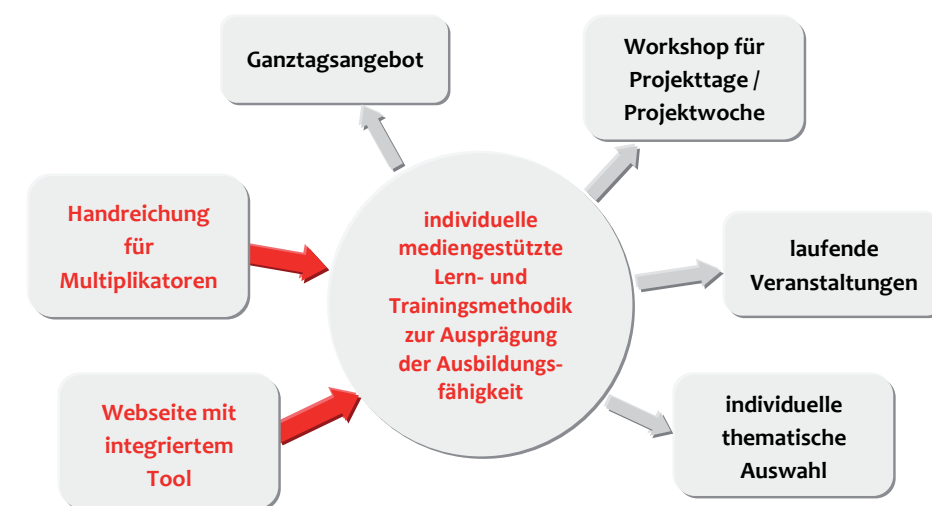 Ganztagsangebot
Workshop für
Projekttage /
Projektwoche
Handreichung
für
Multiplikatoren
individuelle
mediengestützte
Lern- und
Trainingsmethodik
zur Ausprägung
der Ausbildungs-
fähigkeit
laufende
Veranstaltungen
Webseite mit
integriertem
Tool
individuelle
thematische
Auswahl